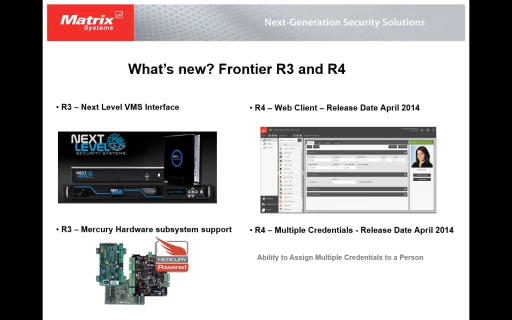 Matrix
Systems
Next-Generation Security Solutions
What's new? Frontier R3 and R4
• R3 – Next Level VMS Interface
• R4 – Web Client – Release Date April 2014
NEXT
LEVEL
SECURITY SYSTEMS
NEXT
LEVEL
• R3 – Mercury Hardware subsystem support
• R4 – Multiple Credentials - Release Date April 2014
MERCURY
Powered
Ability to Assign Multiple Credentials to a Person